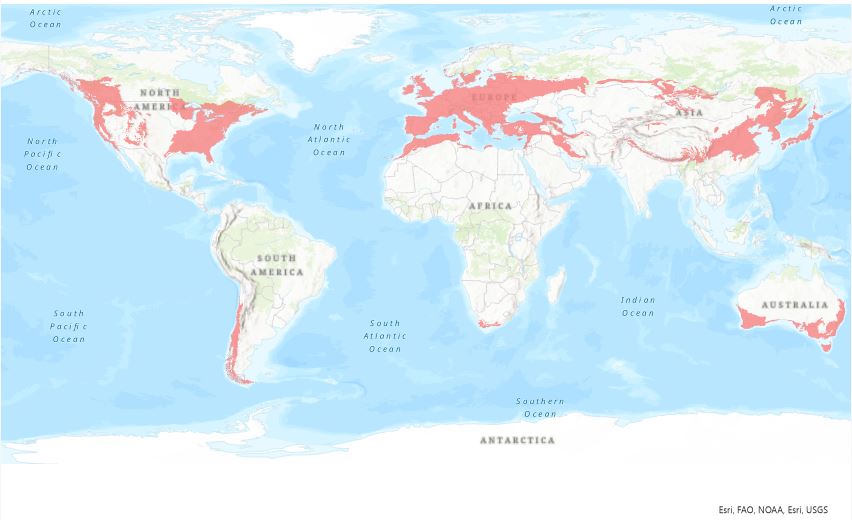 Arctic
Ocean
Arctic
Ocean
NORTH
AMERICA
EUROPE
ASIA
North
Pacific
Ocean
North
Atlantic
Ocean
AFRICA
SOUTH
AMERICA
South
Pacific
Ocean
South
Atlantic
Ocean
Indian
Ocean
AUSTRALIA
Southern
Ocean
ANTARCTICA
Esri, FAO, NOAA, Esri, USGS